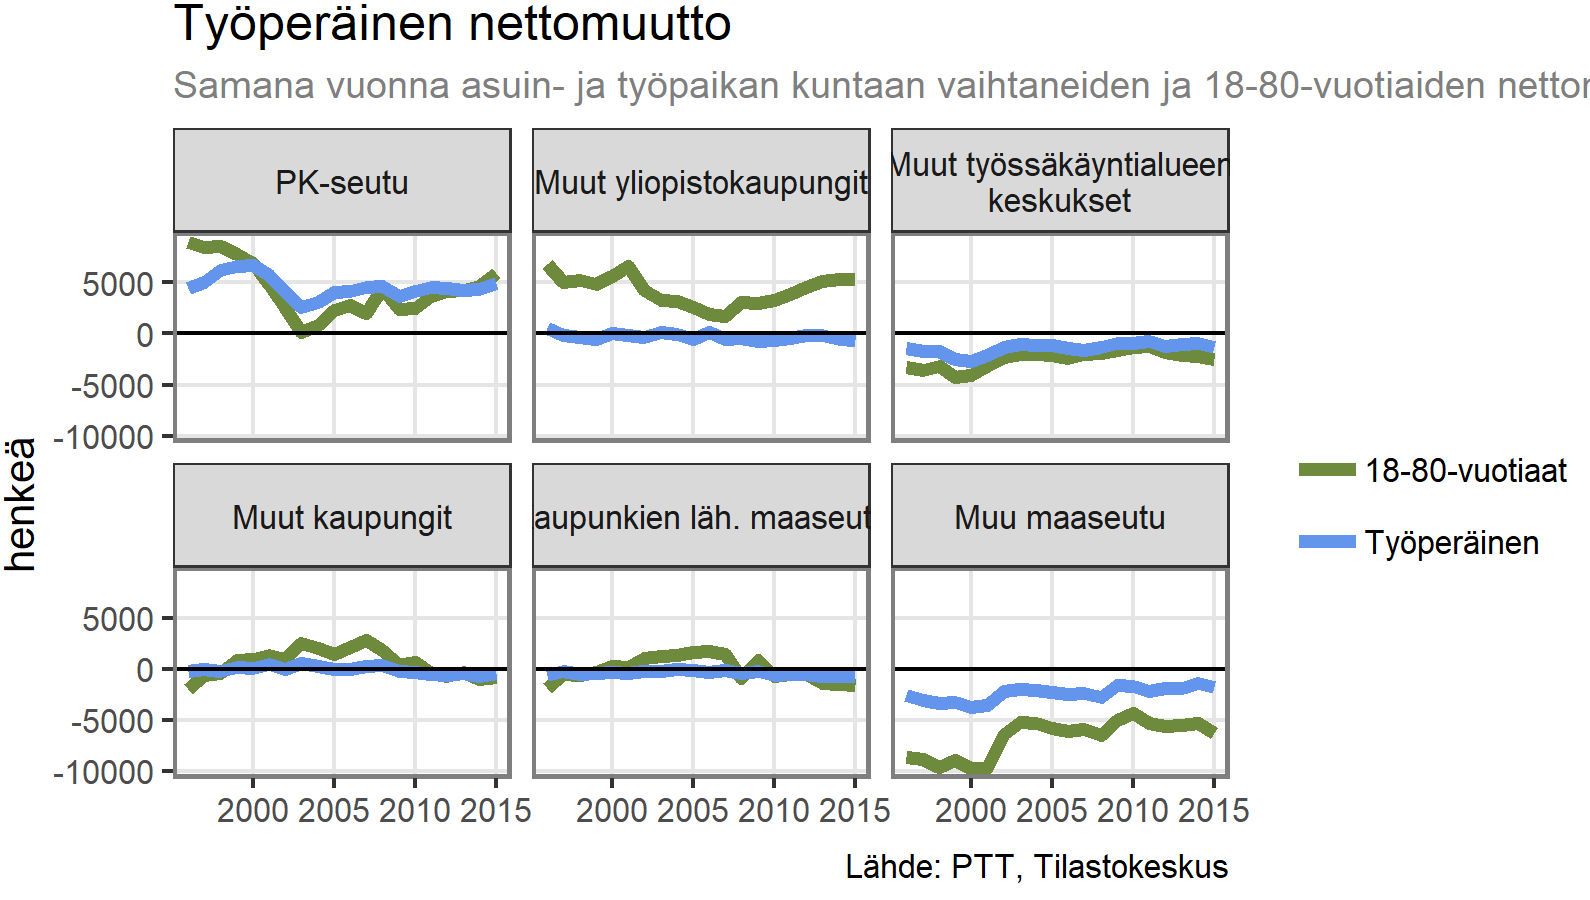 Työperäinen nettomuutto
Samana vuonna asuin- ja työpaikan kuntaan vaihtaneiden ja 18-80-vuotiaiden
PK-seutu
Muut yliopistokaupungit
Muut työssäkäyntialueen
keskukset
5000
0
-5000
-10000
henkeä
18-80-vuotiaat
Työperäinen
Muut kaupungit
aupunkien läh. maaseut
Muu maaseutu
5000
0
-5000
-10000
2000 2005 2010 2015
2000 2005 2010 2015
2000 2005 2010 2015
Lähde: PTT, Tilastokeskus